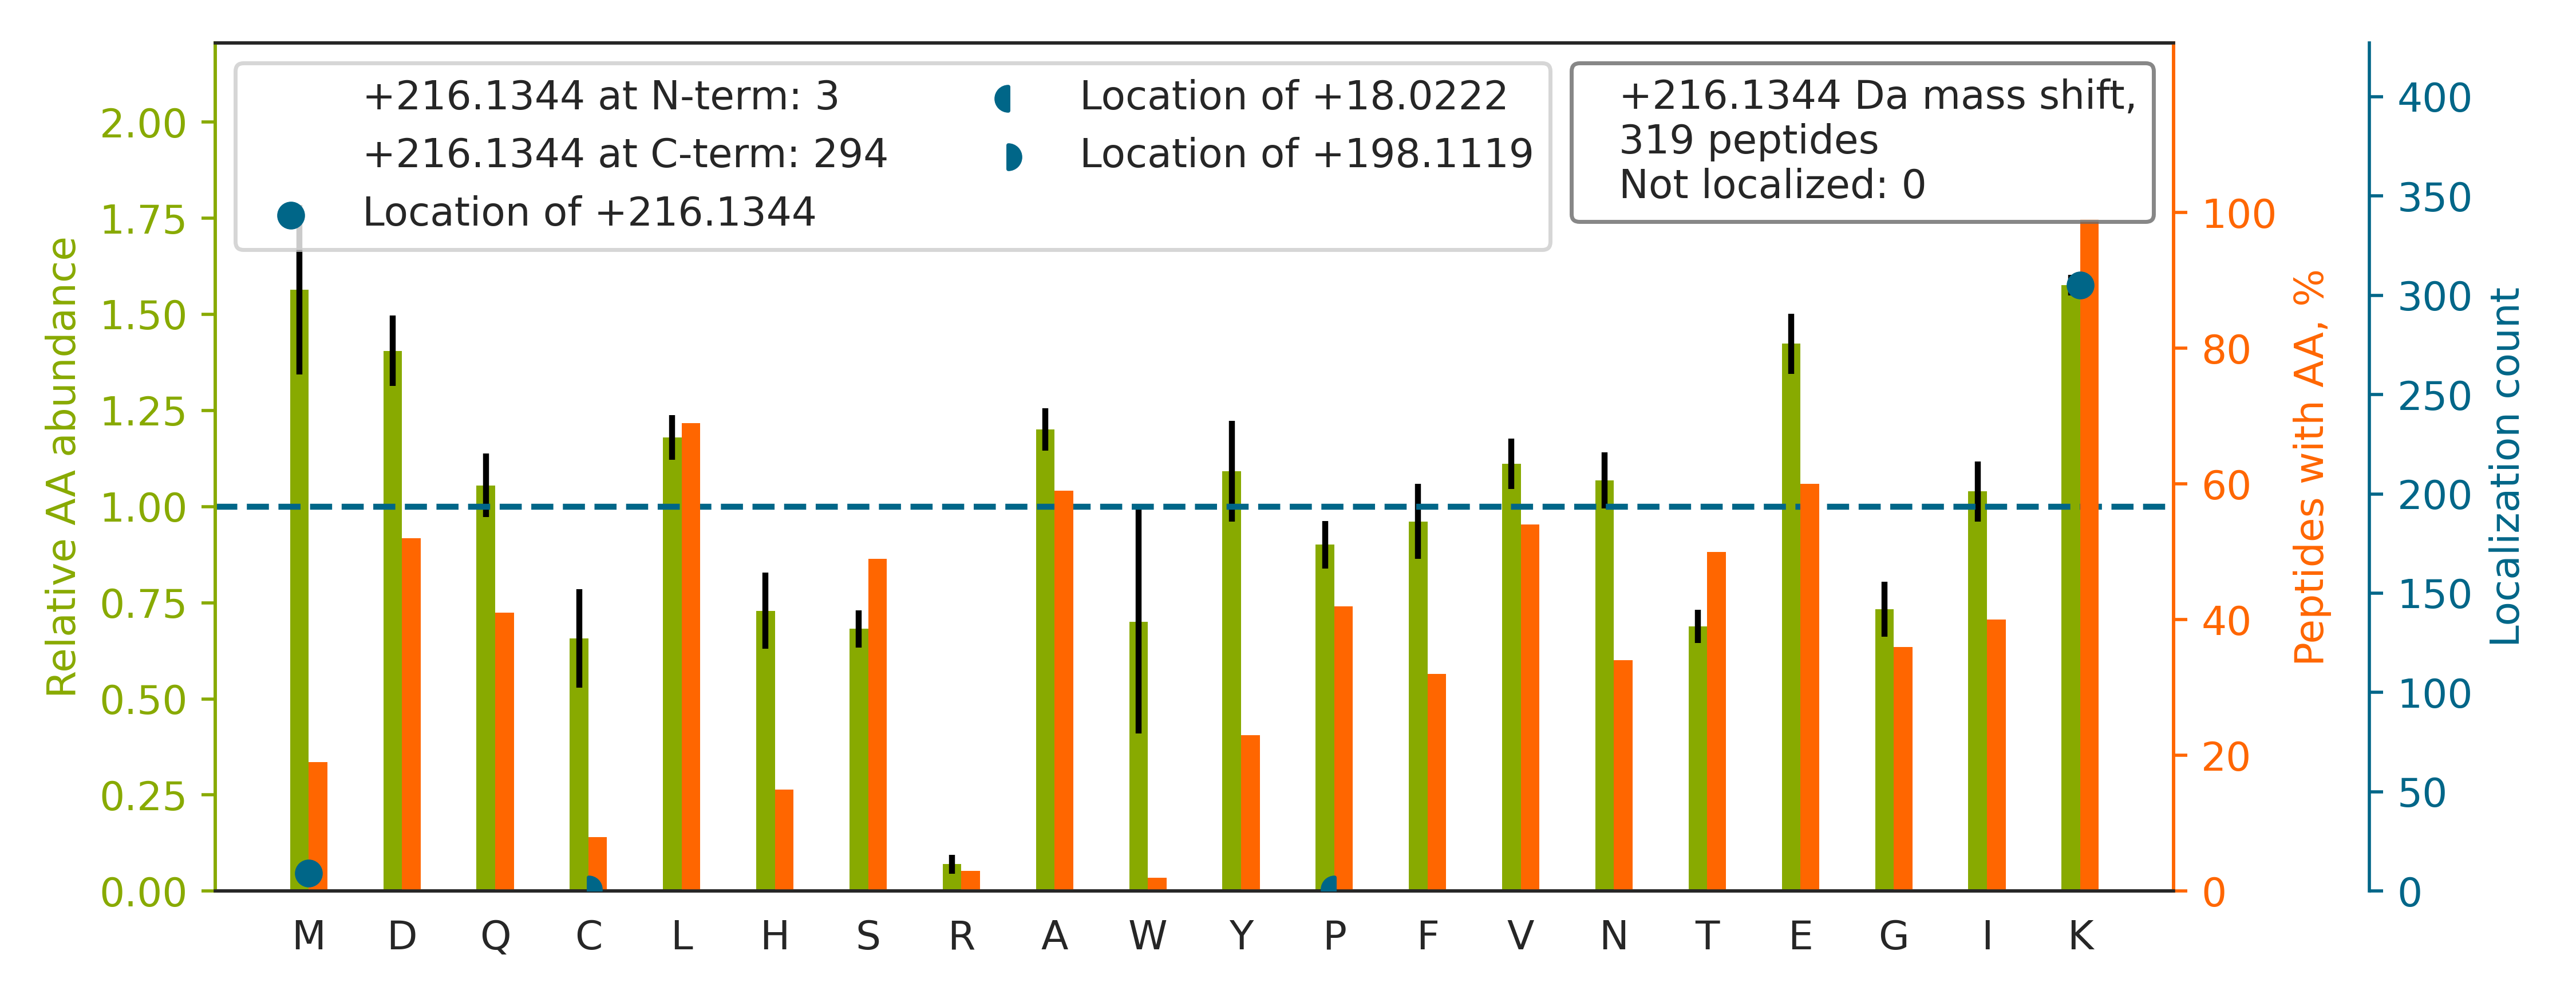 +216.1344 at N-term: 3
+216.1344 at C-term: 294
Location of +216.1344
Location of +18.0222
Location of +198.1119
+216.1344 Da mass shift,
319 peptides
Not localized: 0
Relative AA abundance
2.00
1.75
1.50
1.25
1.00
0.75
0.50
0.25
0.00
M D Q C L H S R A W Y P F V N T E G I K
100
80
60
40
20
0
Peptides with AA, %
400
350
300
250
200
150
100
50
0
Localization count